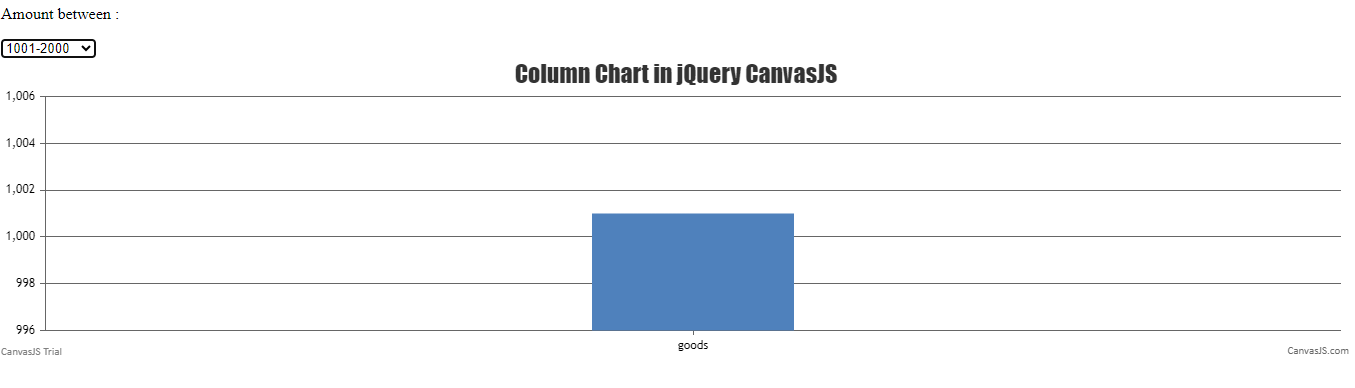 Amount between :
1001-2000
Column Chart in jQuery CanvasJS
1,006
1,004
1,002
1,000
998
996
goods
CanvasJS Trial
CanvasJS.com